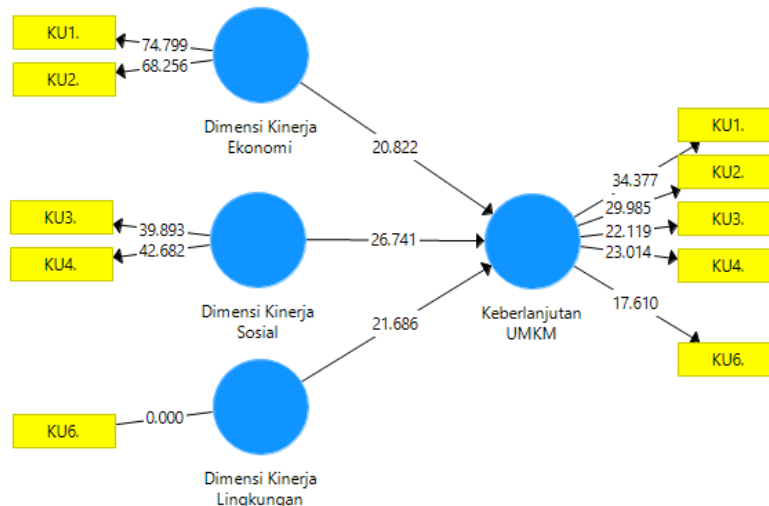 KU1.
74.799
68.256
KU2.
Dimensi Kinerja
Ekonomi
20.822
KU3.
39.893
42.682
KU4.
Dimensi Kinerja
Sosial
26.741
21.686
KU6.
0.000
Dimensi Kinerja
Lingkungan
Keberlanjutan
UMKM
KU1.
34.377
KU2.
29.985
22.119
KU3.
23.014
KU4.
17.610
KU6.